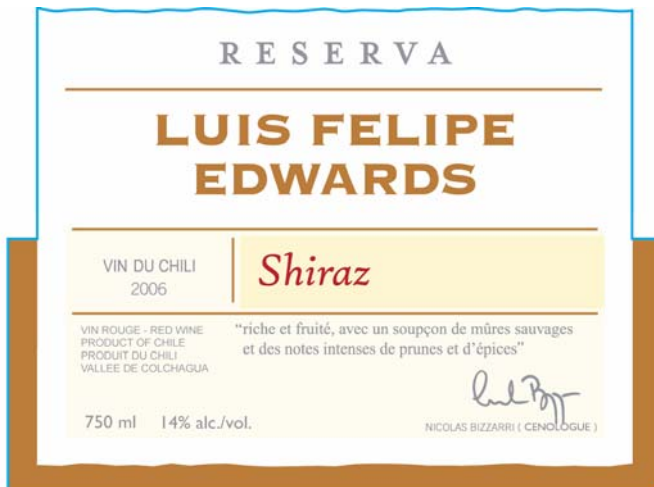 RESERVA
LUIS FELIPE
EDWARDS
VIN DU CHILI
2006
Shiraz
VIN ROUGE - RED WINE
PRODUCT OF CHILE
PRODUIT DU CHILI
VALLEE DE COLCHAGUA
“riche et fruité, avec un soupçon de mûres sauvages
et des notes intenses de prunes et d’épices”
750 ml 14% alc./vol.
NICOLAS BIZZARRI ( CENOLOGUE )